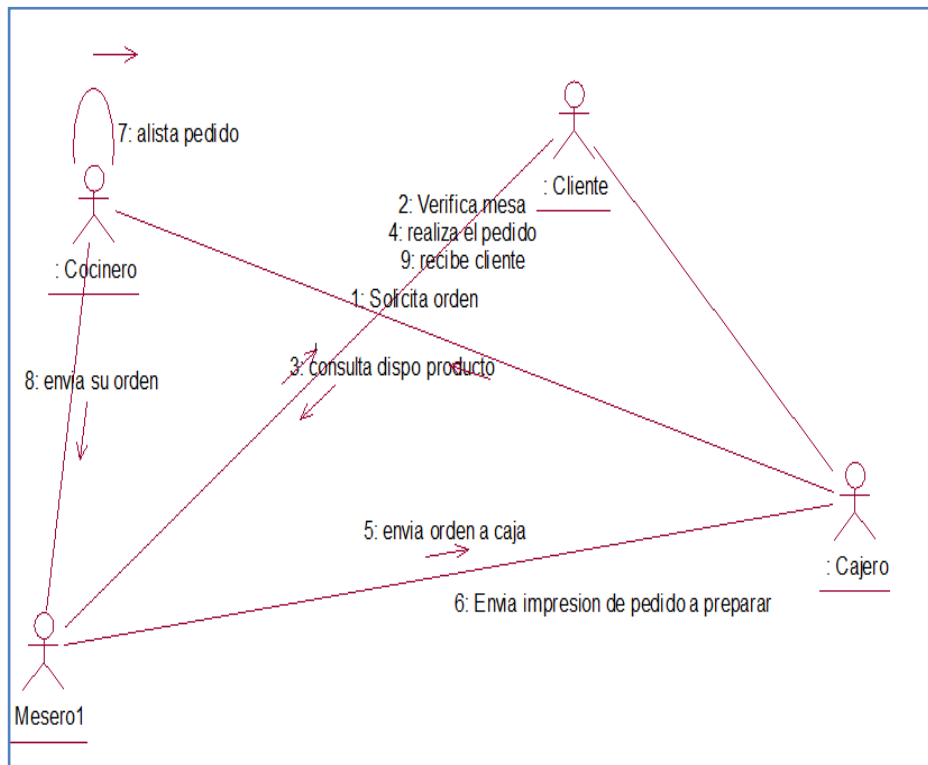 7: alista pedido
: Cliente
2: Verifica mesa
4: realiza el pedido
9: recibe cliente
: Cocinero
1: Solicita orden
3: consulta dispo producto
8: envia su orden
5: envia orden a caja
: Cajero
6: Envia impresion de pedido a preparar
Mesero1